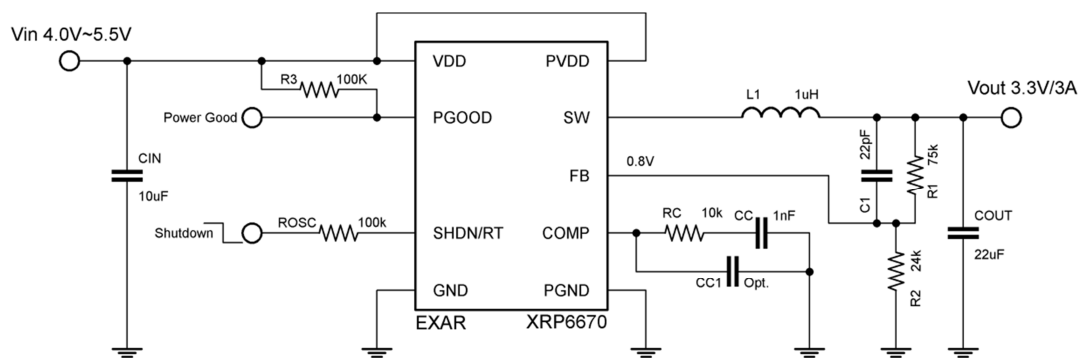 Vin 4.0V~5.5V
VDD
PVDD
R3
100K
L1
1uH
Vout 3.3V/3A
Power Good
PGOOD
SW
22pF
75k
0.8V
CIN
FB
10uF
C1
R1
ROSC
100k
RC
10k
CC
1nF
COUT
Shutdown
SHDN/RT
COMP
24k
22uF
CC1
Opt.
R2
GND
PGND
EXAR
XRP6670